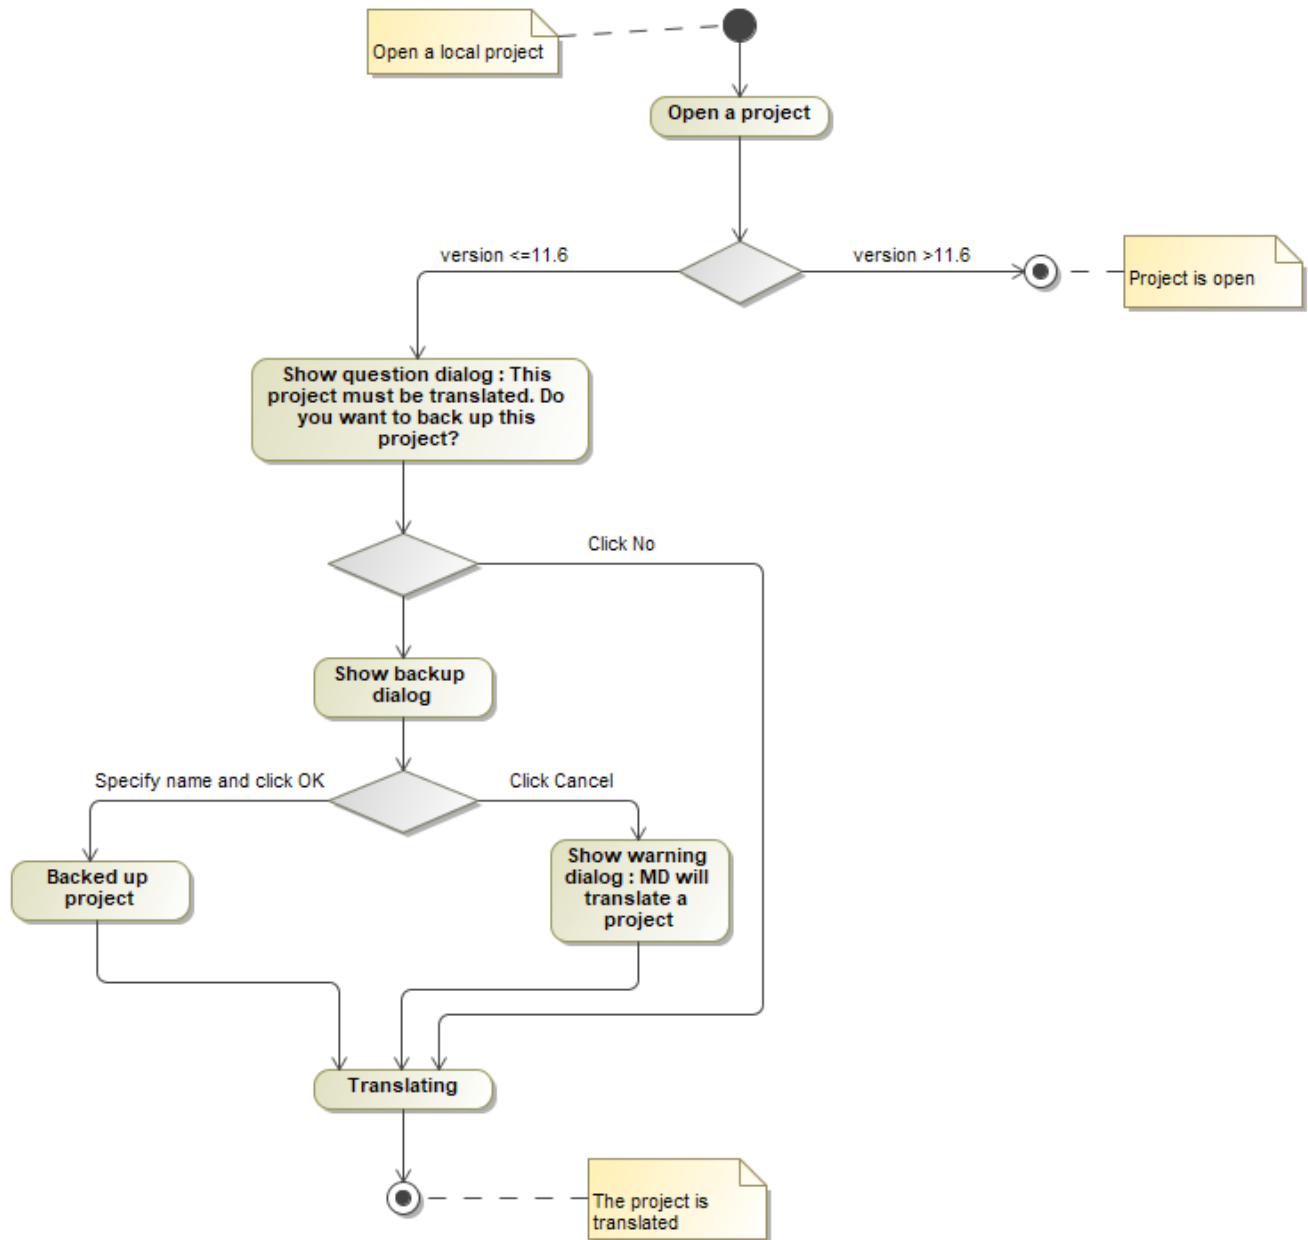 Open a local project
Open a project
version <=11.6
version >11.6
Project is open
Show question dialog : This
project must be translated. Do
you want to back up this
project?
Click No
Show backup
dialog
Specify name and click OK
Click Cancel
Backed up
project
Show warning
dialog : MD will
translate a
project
Translating
The project is
translated